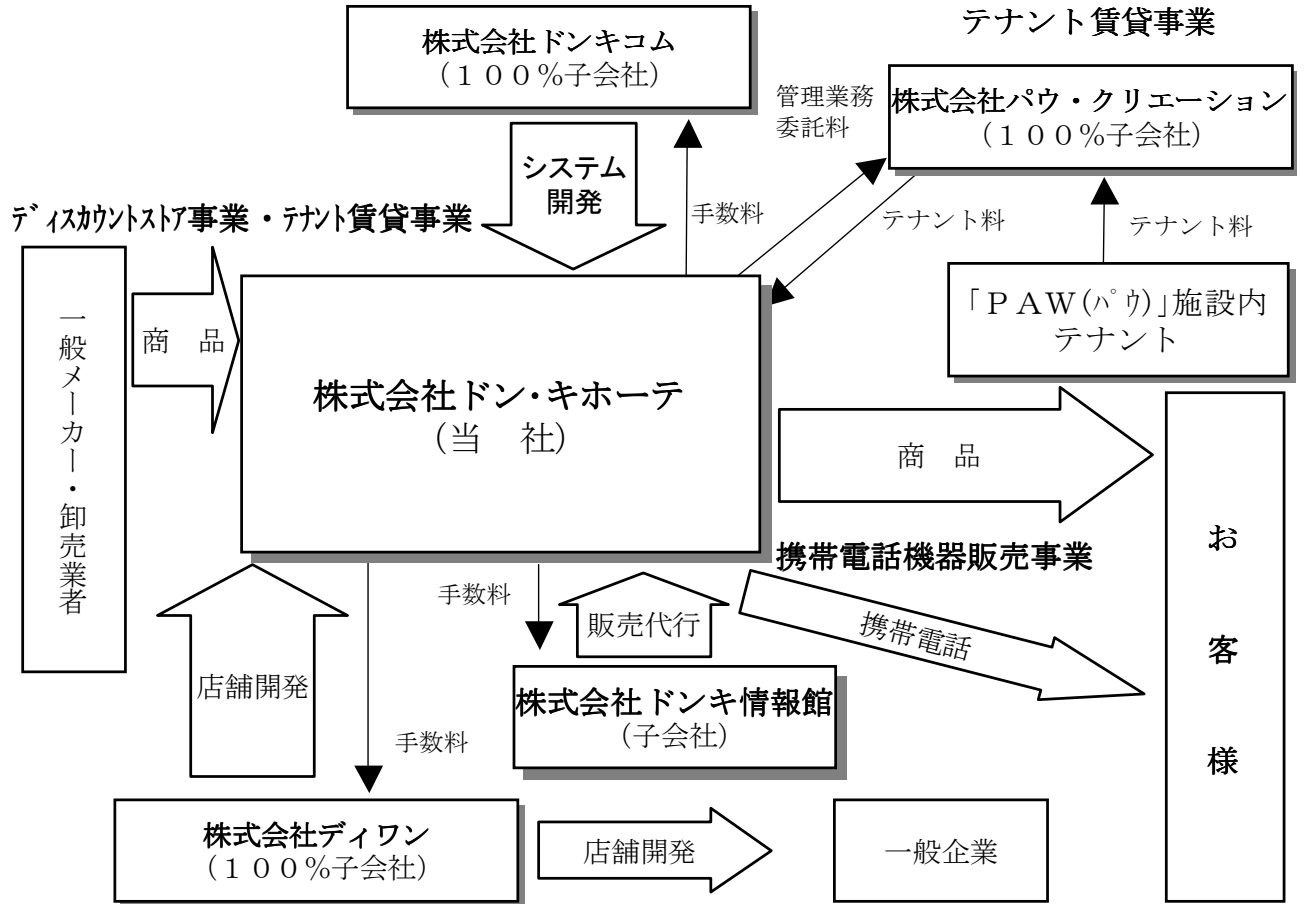 株式会社ドンキコム
（１００％子会社）
テナント賃貸事業
管理業務
委託料
株式会社パウ・クリエーション
（１００％子会社）
システム
開発
手数料
テナント料
テナント料
ﾃﾞｨｽｶｳﾝﾄｽﾄｱ事業・ﾃﾅﾝﾄ賃貸事業
「ＰＡＷ(ﾊﾟｳ)」施設内
テナント
一般メーカー・卸売業者
商　品
株式会社ドン・キホーテ
（当　社）
商　品
お客様
携帯電話機器販売事業
手数料
販売代行
携帯電話
店舗開発
株式会社ドンキ情報館
（子会社）
手数料
株式会社ディワン
（１００％子会社）
店舗開発
一般企業